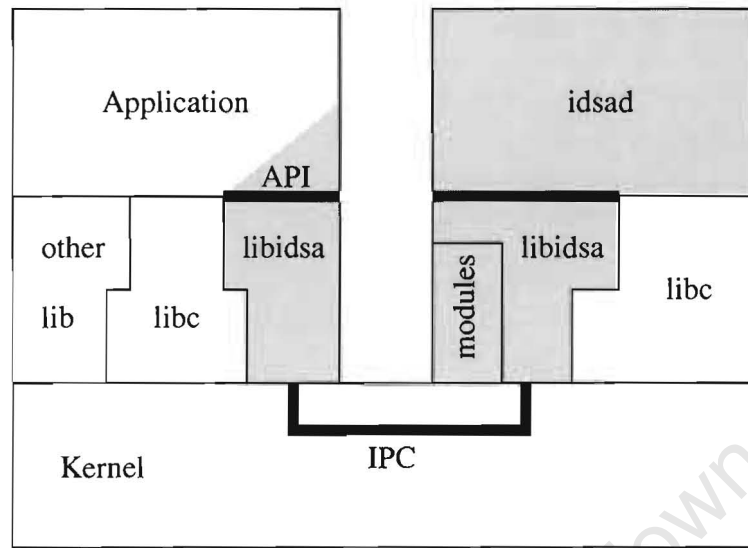 Application
idsad
API
other
lib
libc
libidsa
modules
libidsa
libc
IPC
Kernel